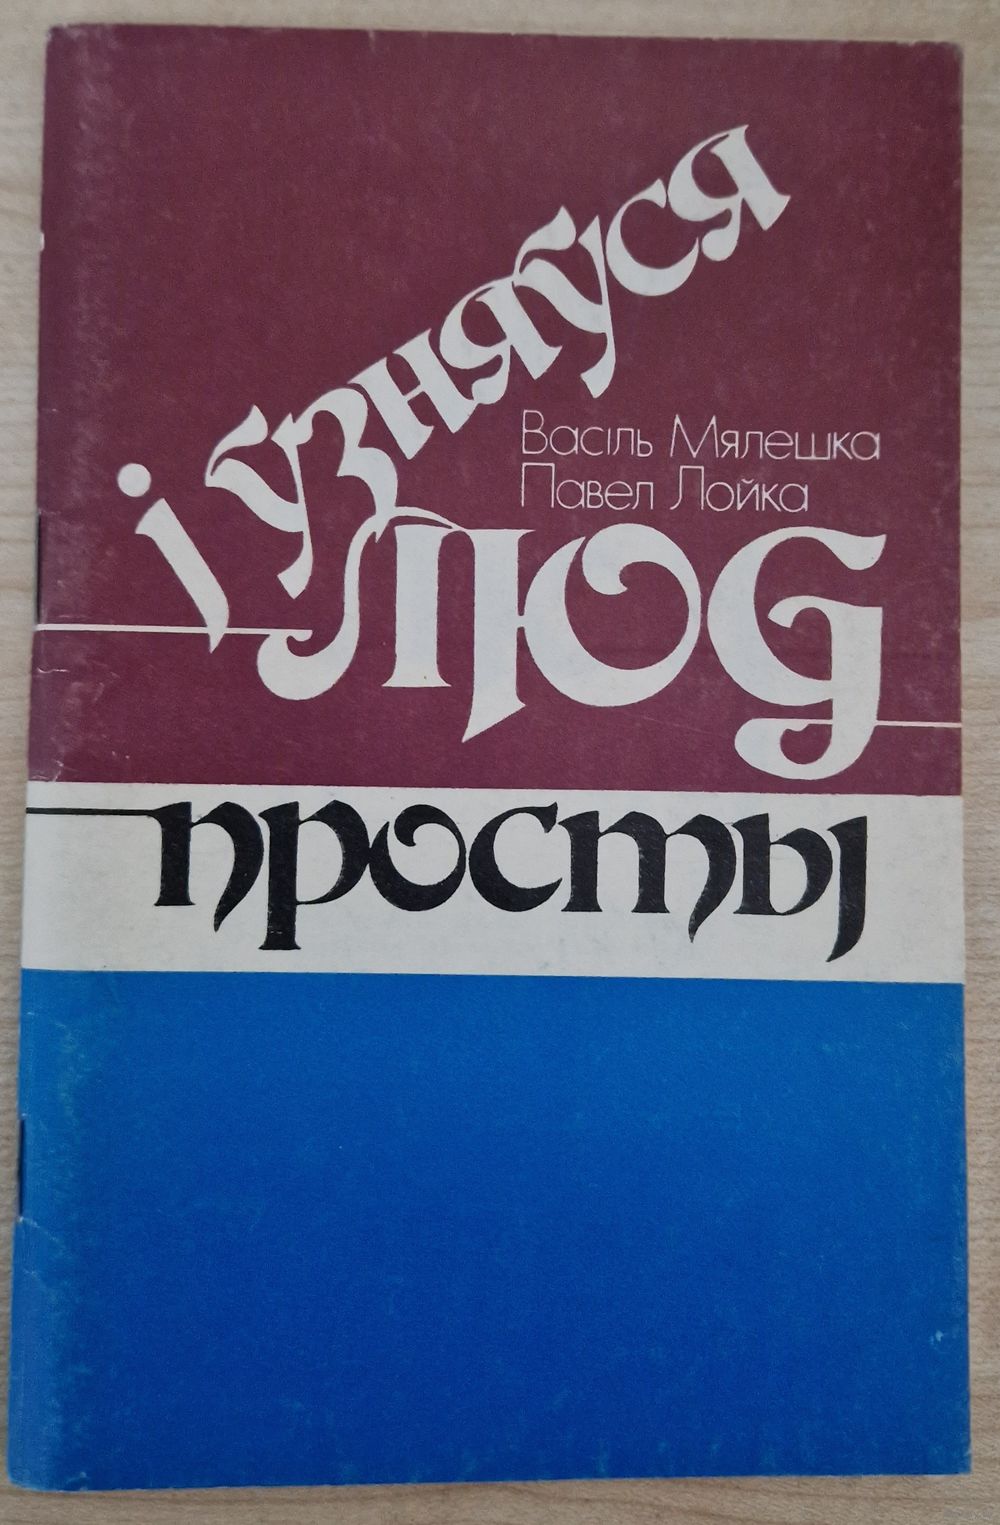 і ўзняўся
Васіль Мялешка
Павел Лойка
люд
просты